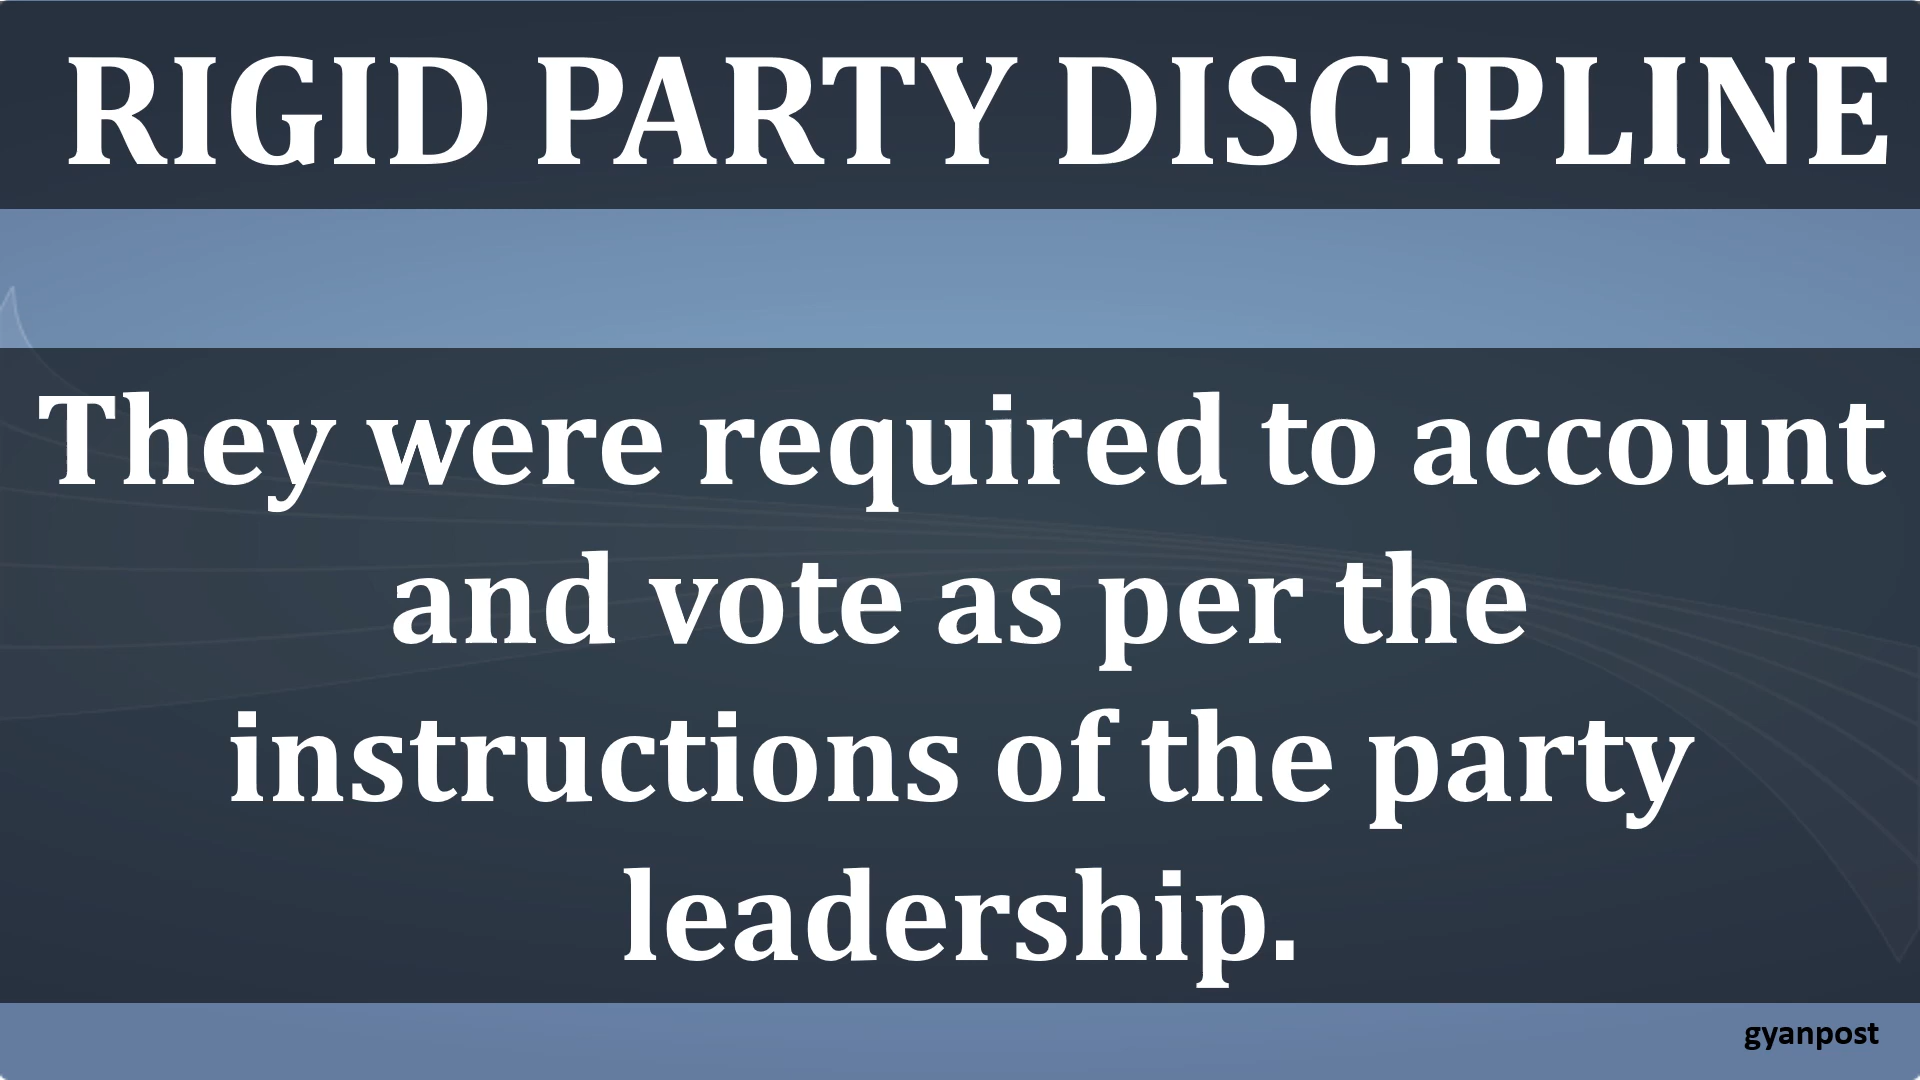 RIGID PARTY DISCIPLINE
They were required to account
and vote as per the
instructions of the party
leadership.
gyanpost